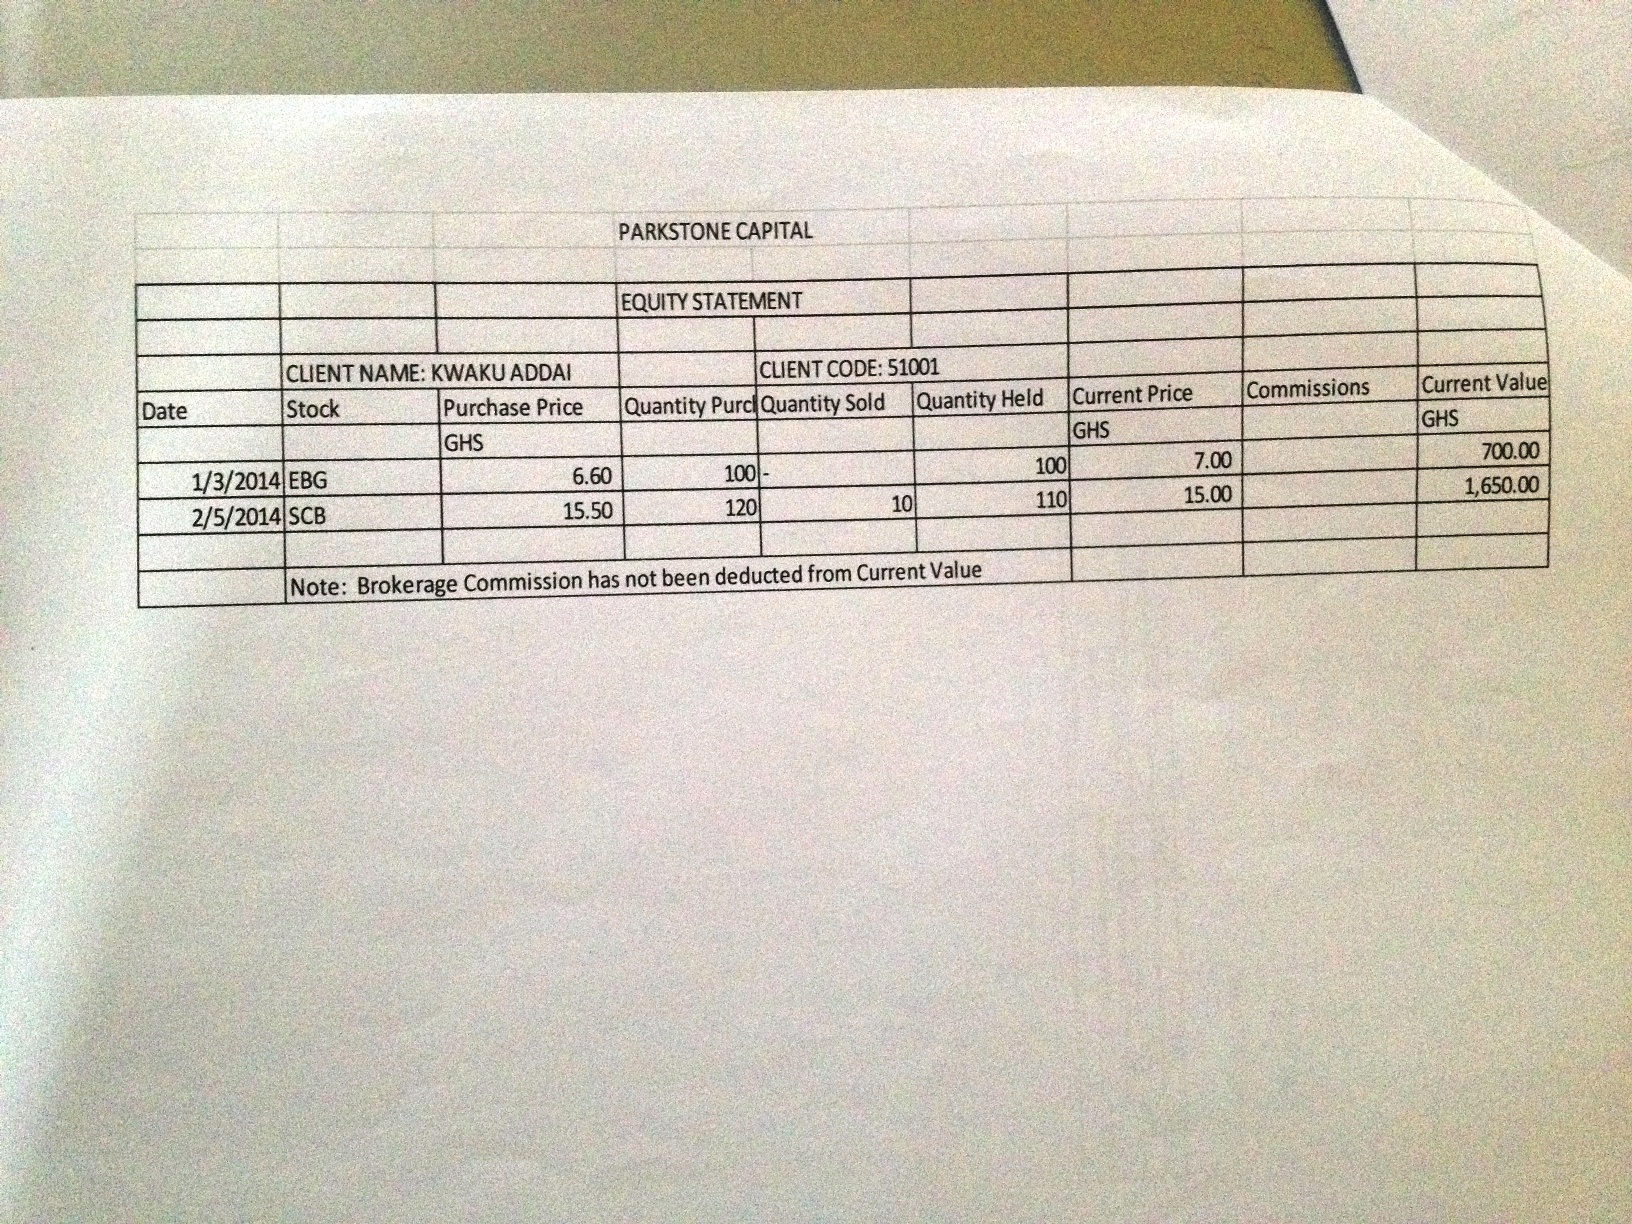 PARKSTONE CAPITAL
EQUITY STATEMENT
CLIENT NAME: KWAKU ADDAI CLIENT CODE: 51001
Date Stock Purchase Price Quantity Purc Quantity Sold Quantity Held Current Price Commissions Current Value
GHS GHS GHS
1/3/2014 EBG 6.60 100 - 100 7.00 700.00
2/5/2014 SCB 15.50 120 10 110 15.00 1,650.00
Note: Brokerage Commission has not been deducted from Current Value